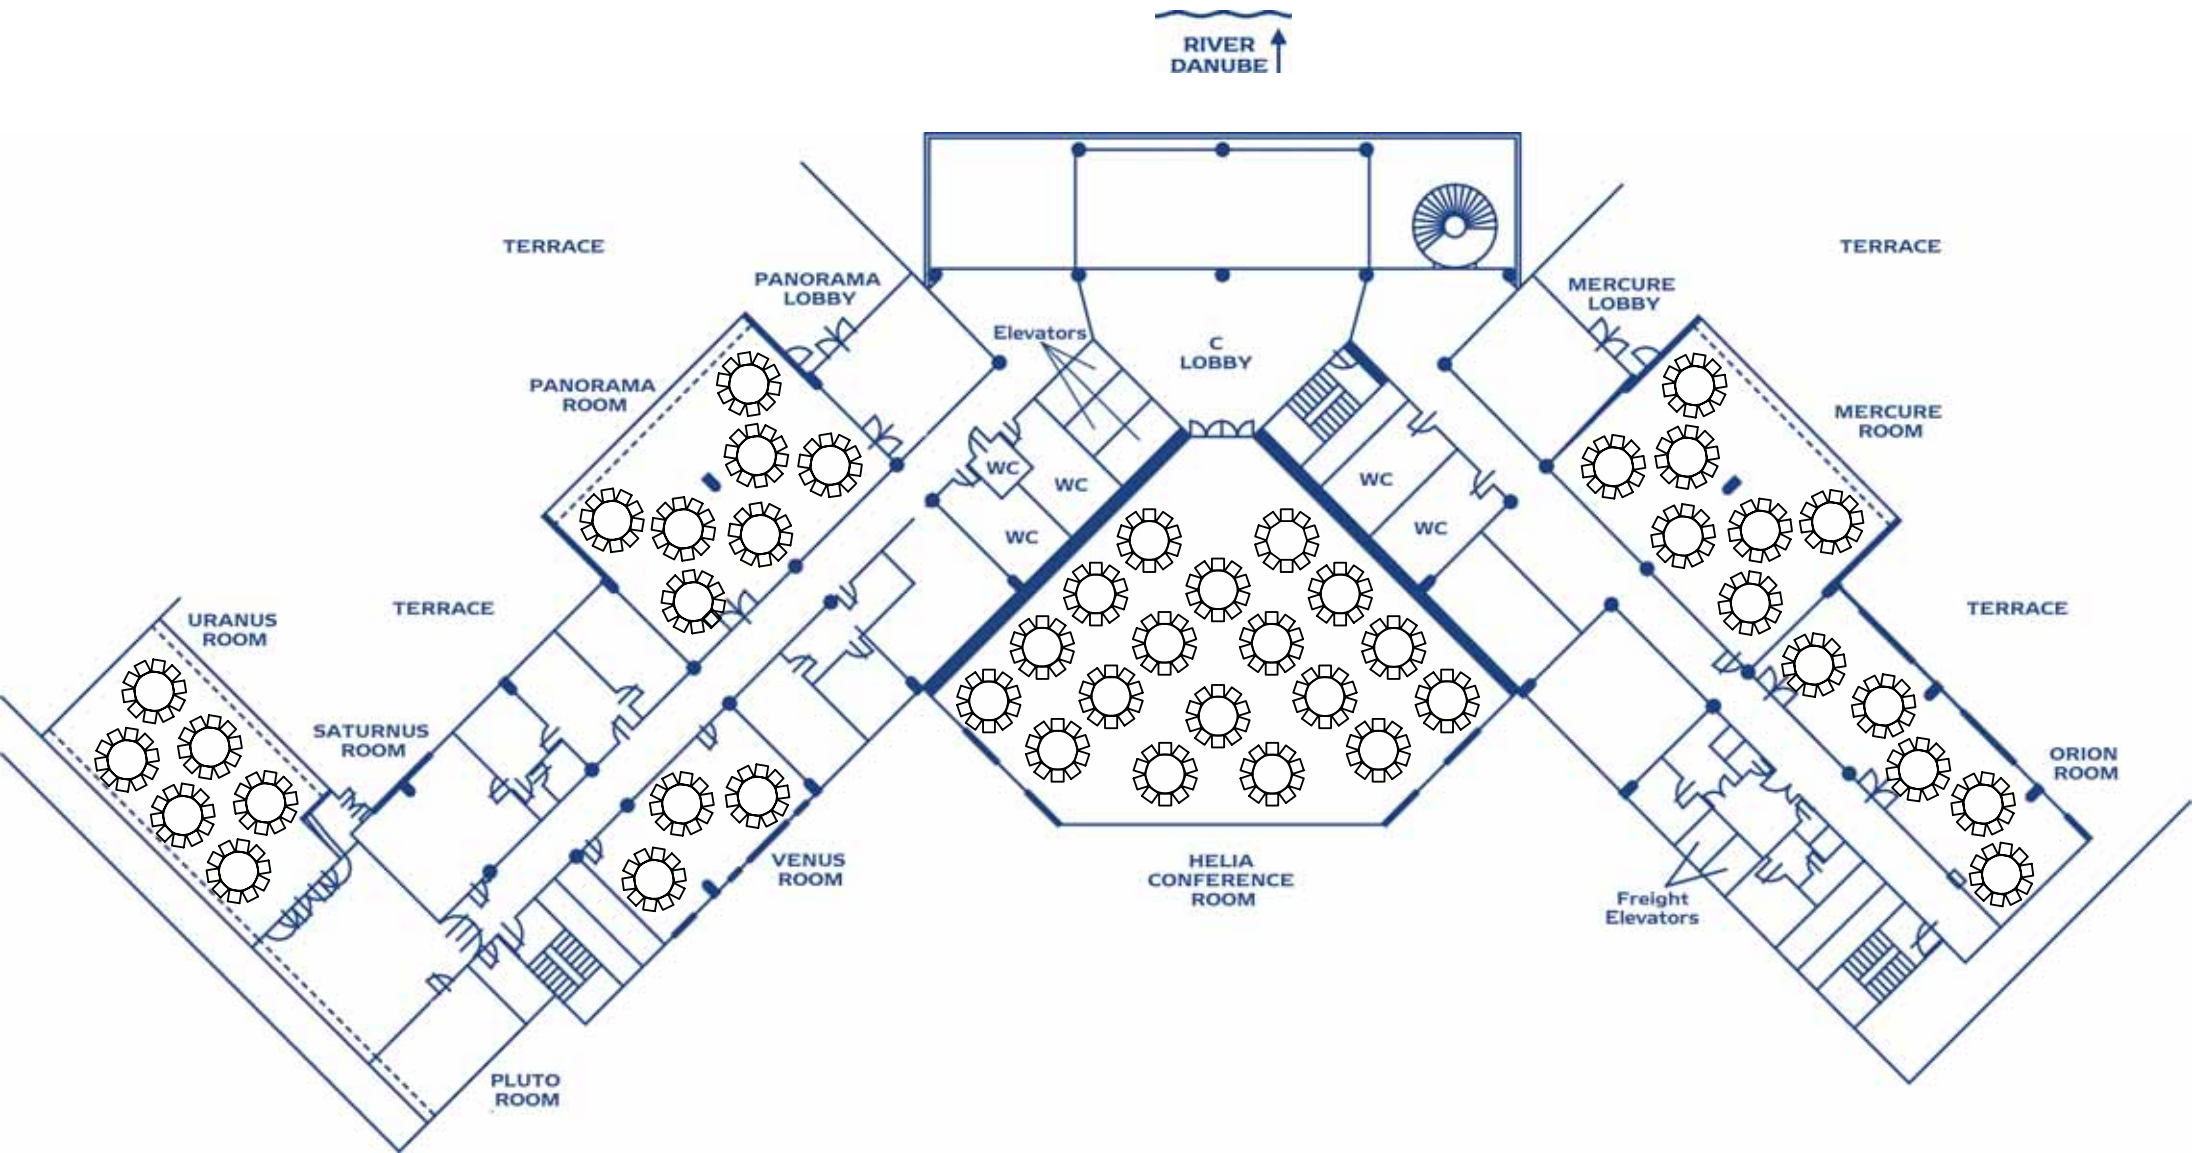 RIVER
DANUBE
TERRACE
TERRACE
PANORAMA
LOBBY
MERCURE
LOBBY
Elevators
C
LOBBY
PANORAMA
ROOM
MERCURE
ROOM
WC
WC
WC
WC
WC
TERRACE
TERRACE
URANUS
ROOM
SATURNUS
ROOM
ORION
ROOM
VENUS
ROOM
HELIA
CONFERENCE
ROOM
Freight
Elevators
PLUTO
ROOM